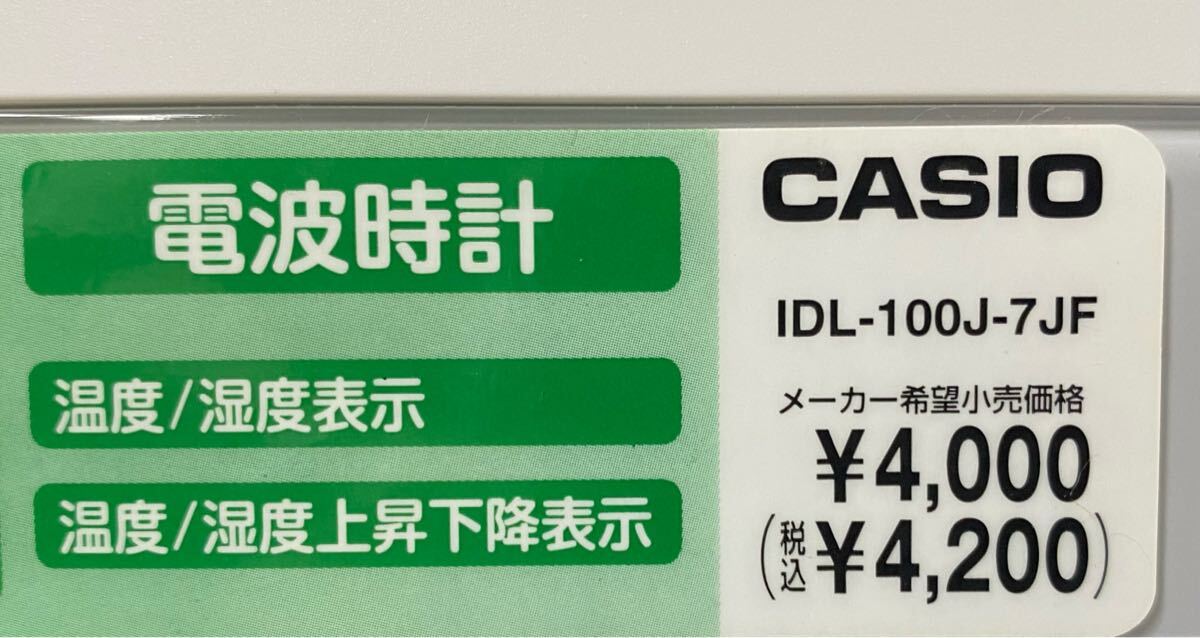 電波時計
温度/湿度表示
温度/湿度上昇下降表示
CASIO
IDL-100J-7JF
メーカー希望小売価格
¥4,000
(税込¥4,200)